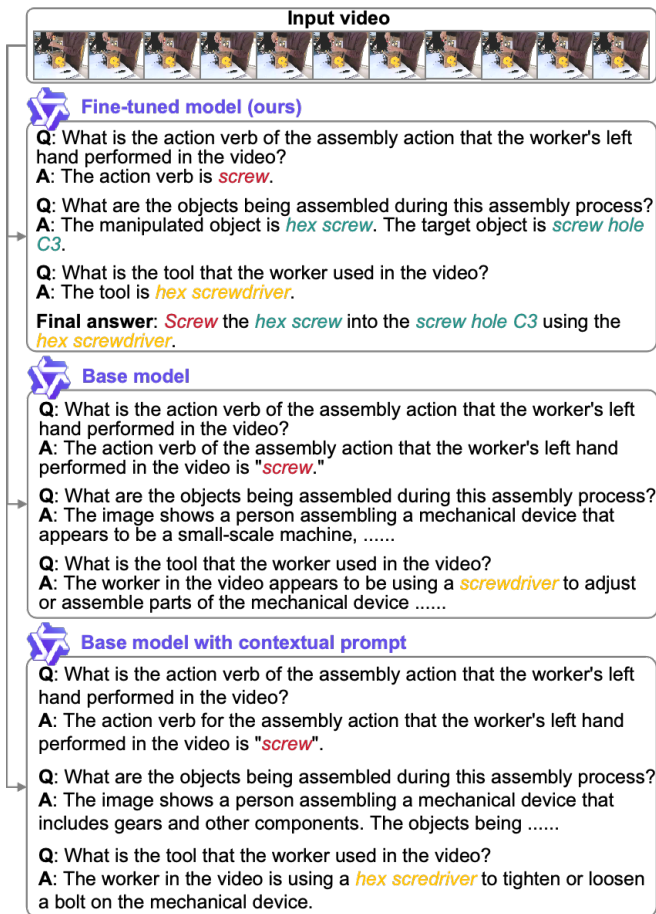 Input video
Fine-tuned model (ours)
Q: What is the action verb of the assembly action that the worker's left
hand performed in the video?
A: The action verb is screw.
Q: What are the objects being assembled during this assembly process?
A: The manipulated object is hex screw. The target object is screw hole
C3.
Q: What is the tool that the worker used in the video?
A: The tool is hex screwdriver.
Final answer: Screw the hex screw into the screw hole C3 using the
hex screwdriver.
Base model
Q: What is the action verb of the assembly action that the worker's left
hand performed in the video?
A: The action verb of the assembly action that the worker's left hand
performed in the video is "screw."
Q: What are the objects being assembled during this assembly process?
A: The image shows a person assembling a mechanical device that
appears to be a small-scale machine, ......
Q: What is the tool that the worker used in the video?
A: The worker in the video appears to be using a screwdriver to adjust
or assemble parts of the mechanical device ......
Base model with contextual prompt
Q: What is the action verb of the assembly action that the worker's left
hand performed in the video?
A: The action verb for the assembly action that the worker's left hand
performed in the video is "screw".
Q: What are the objects being assembled during this assembly process?
A: The image shows a person assembling a mechanical device that
includes gears and other components. The objects being ......
Q: What is the tool that the worker used in the video?
A: The worker in the video is using a hex scredriver to tighten or loosen
a bolt on the mechanical device.